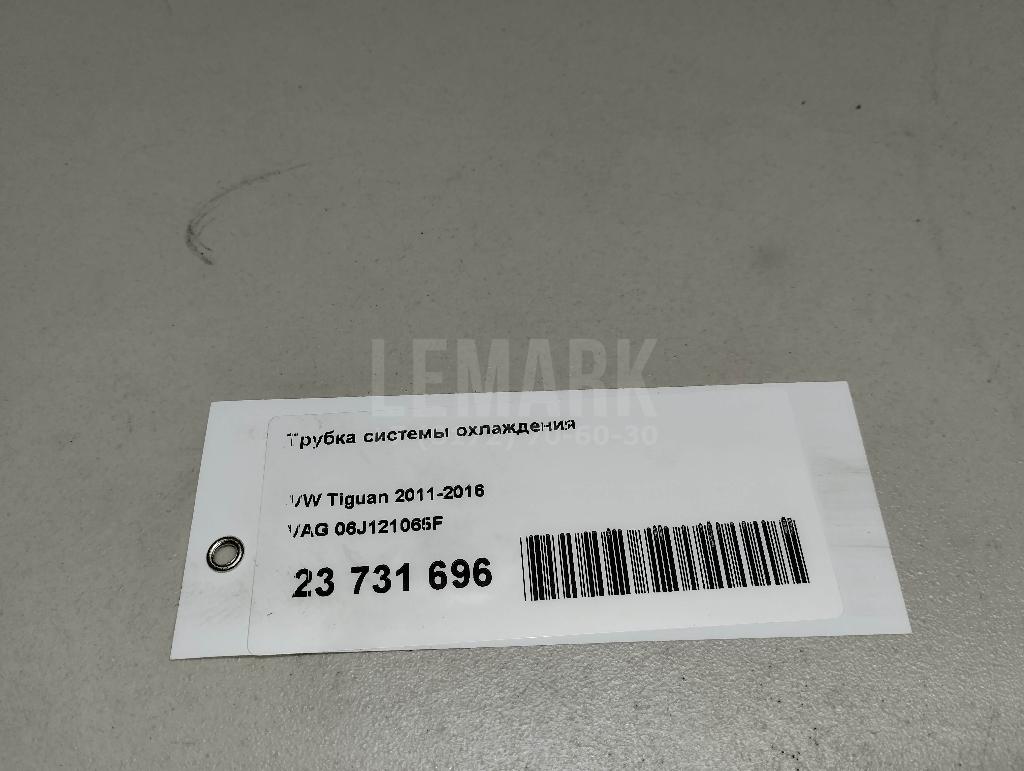 LEMARK
Трубка системы охлаждения
VW Tiguan 2011-2016
VAG 06J121065F
23 731 696